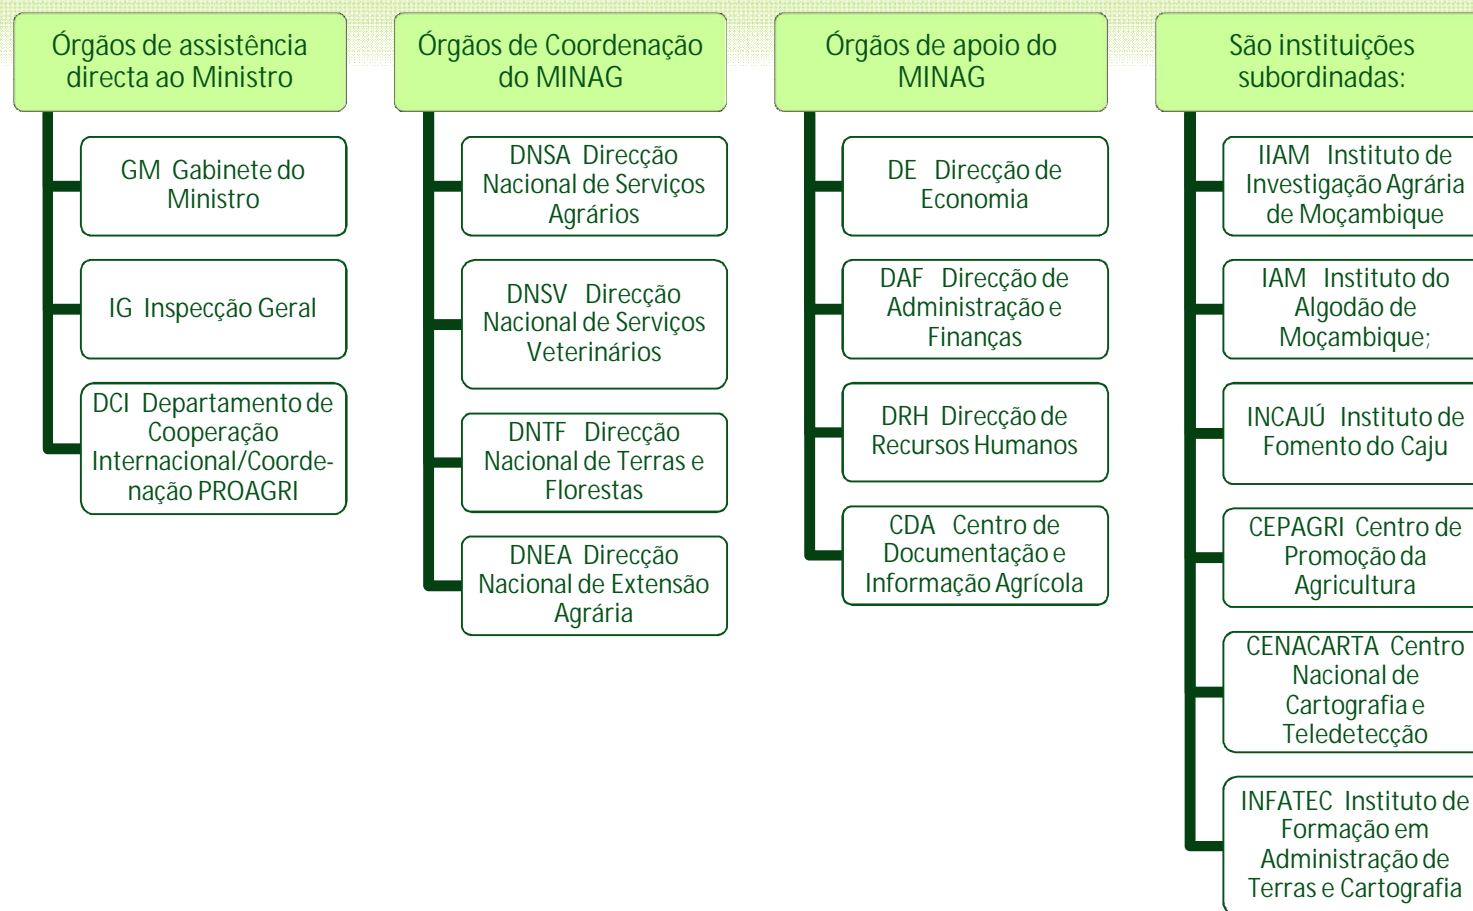 Órgãos de assistência
directa ao Ministro
GM Gabinete do
Ministro
IG Inspecção Geral
DCI Departamento de
Cooperação
Internacional/Coorde-
nação PROAGRI
Órgãos de Coordenação
do MINAG
DNSA Direcção
Nacional de Serviços
Agrários
DNSV Direcção
Nacional de Serviços
Veterinários
DNTF Direcção
Nacional de Terras e
Florestas
DNEA Direcção
Nacional de Extensão
Agrária
Órgãos de apoio do
MINAG
DE Direcção de
Economia
DAF Direcção de
Administração e
Finanças
DRH Direcção de
Recursos Humanos
CDA Centro de
Documentação e
Informação Agrícola
São instituições
subordinadas:
IIAM Instituto de
Investigação Agrária
de Moçambique
IAM Instituto do
Algodão de
Moçambique;
INCAJÚ Instituto de
Fomento do Caju
CEPAGRI Centro de
Promoção da
Agricultura
CENACARTA Centro
Nacional de
Cartografia e
Teledetecção
INFATEC Instituto de
Formação em
Administração de
Terras e Cartografia